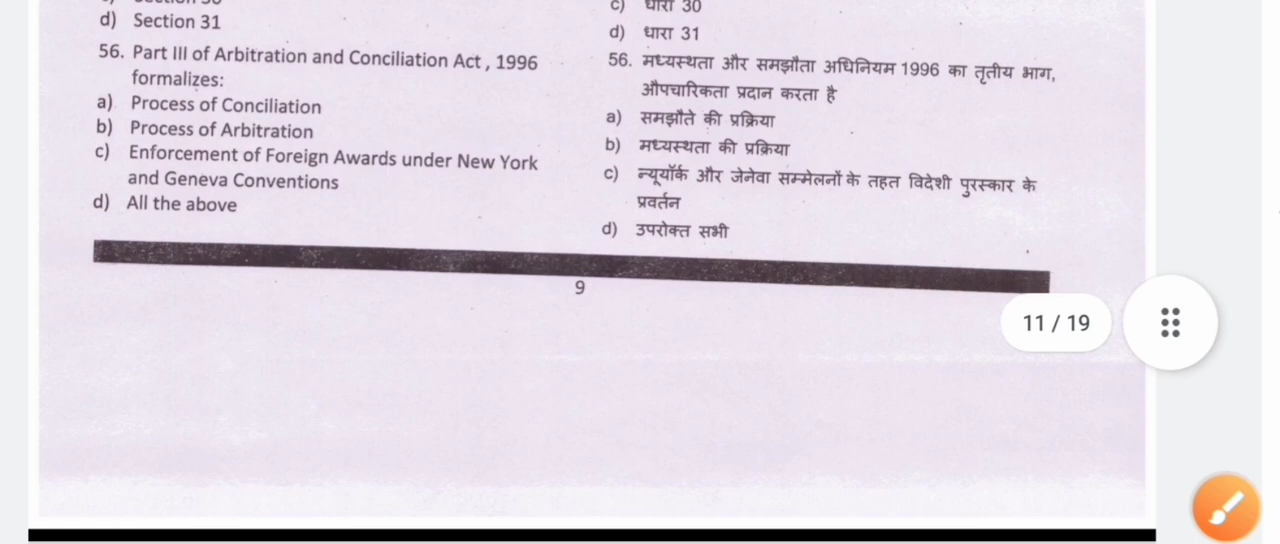 d) Section 31
56. Part III of Arbitration and Conciliation Act , 1996
formalizes:
a) Process of Conciliation
b) Process of Arbitration
c) Enforcement of Foreign Awards under New York
and Geneva Conventions
d) All the above
c) धारा 30
d) धारा 31
56. मध्यस्थता और समझौता अधिनियम 1996 का तृतीय भाग,
औपचारिकता प्रदान करता है
a) समझौते की प्रक्रिया
b) मध्यस्थता की प्रक्रिया
c) न्यूयॉर्क और जेनेवा सम्मेलनों के तहत विदेशी पुरस्कार के
प्रवर्तन
d) उपरोक्त सभी
9
11 / 19